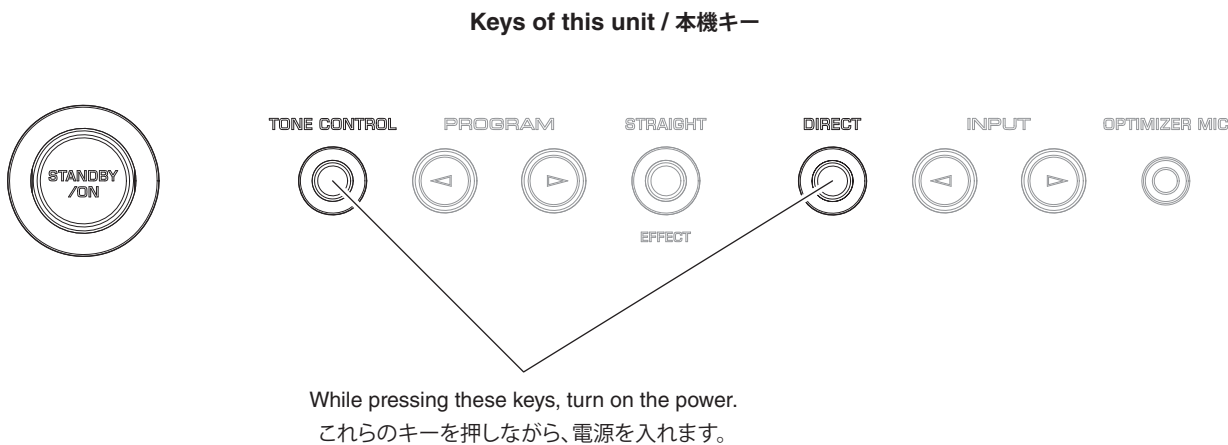 Keys of this unit / 本機キー
TONE CONTROL PROGRAM STRAIGHT DIRECT INPUT OPTIMIZER MIC
STANDBY
/ON
EFFECT
While pressing these keys, turn on the power.
これらのキーを押しながら、電源を入れます。